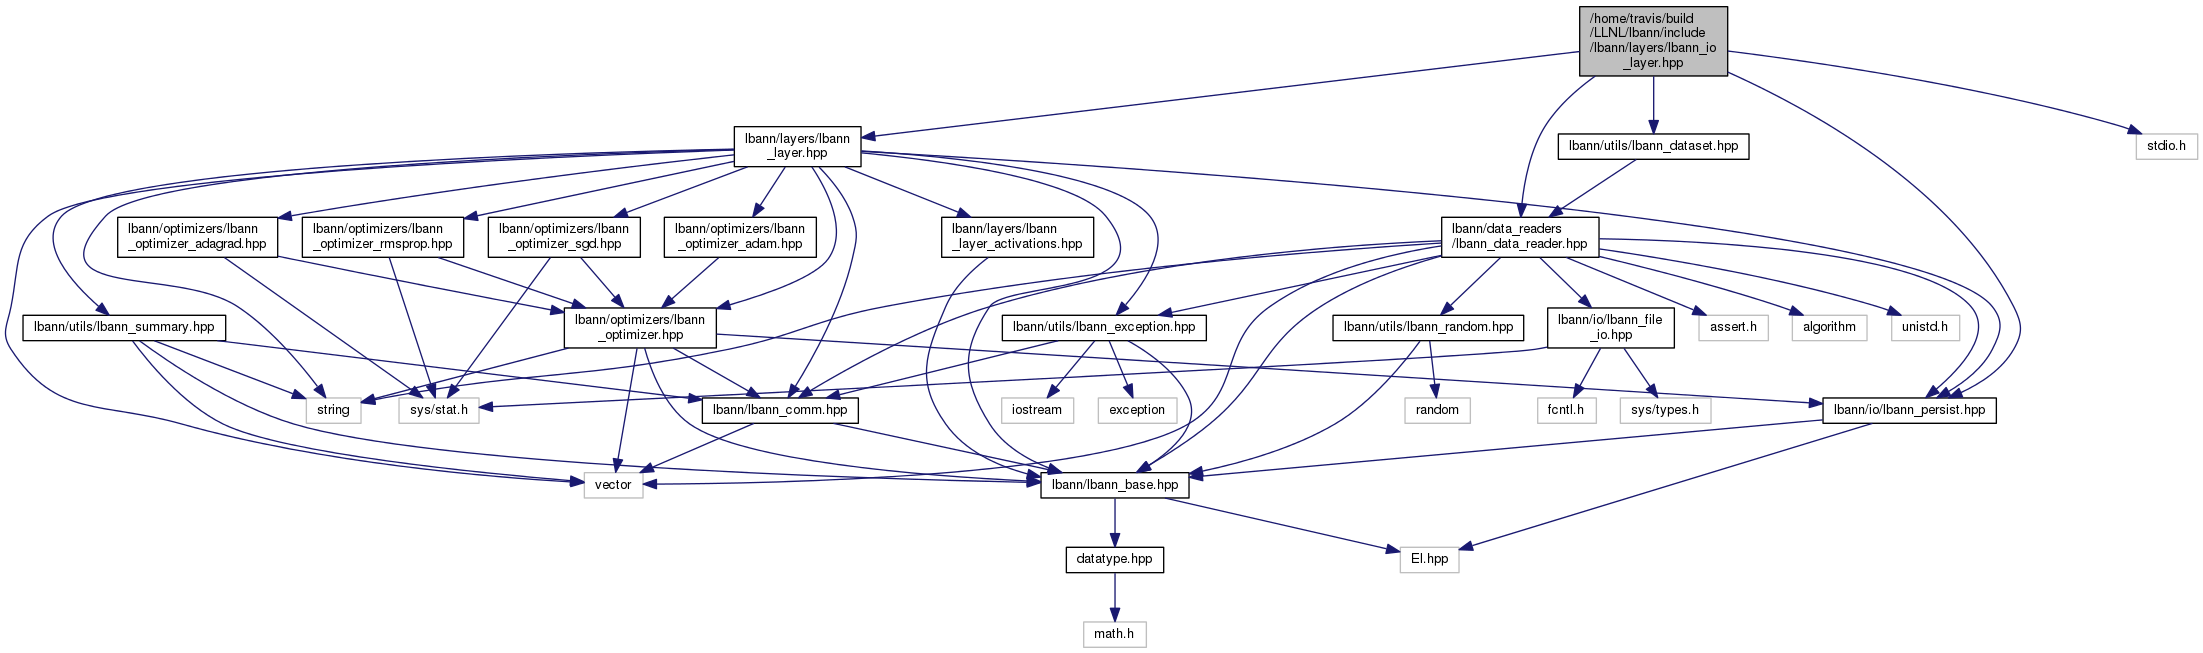 /home/travis/build
/LLNL/lbann/include
/lbann/layers/lbann_io
_layer.hpp
lbann/layers/lbann
_layer.hpp
lbann/utils/lbann_dataset.hpp
stdio.h
lbann/optimizers/lbann
_optimizer_adagrad.hpp
lbann/optimizers/lbann
_optimizer_rmsprop.hpp
lbann/optimizers/lbann
_optimizer_sgd.hpp
lbann/optimizers/lbann
_optimizer_adam.hpp
lbann/layers/lbann
_layer_activations.hpp
lbann/data_readers
/lbann_data_reader.hpp
lbann/utils/lbann_summary.hpp
lbann/optimizers/lbann
_optimizer.hpp
lbann/utils/lbann_exception.hpp
lbann/utils/lbann_random.hpp
lbann/io/lbann_file
_io.hpp
assert.h
algorithm
unistd.h
string
sys/stat.h
lbann/lbann_comm.hpp
iostream
exception
random
fcntl.h
sys/types.h
lbann/io/lbann_persist.hpp
vector
lbann/lbann_base.hpp
datatype.hpp
El.hpp
math.h